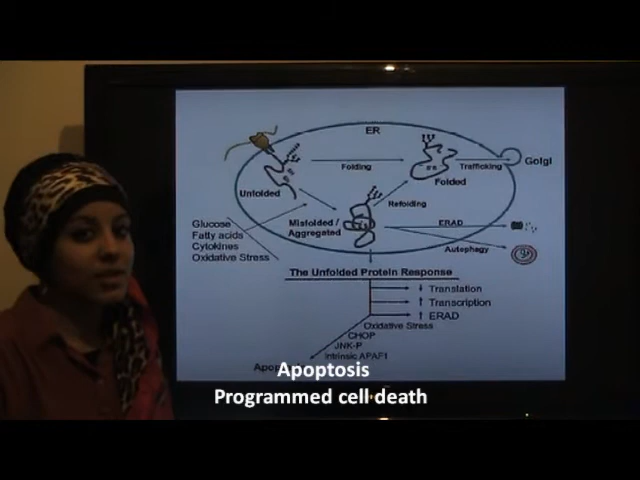 ER
Folding
Trafficking
Golgi
Unfolded
Folded
Refolding
Misfolded /
Aggregated
ERAD
Autophagy
Glucose
Fatty acids
Cytokines
Oxidative Stress
The Unfolded Protein Response
↓ Translation
↑ Transcription
↑ ERAD
Oxidative Stress
CHOP
JNK-P
Intrinsic APAF1
Apoptosis
Programmed cell death